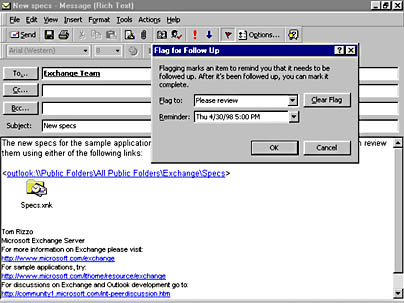 New specs - Message (Rich Text)
File Edit View Insert Format Tools Actions Help
Send Options...
Arial (Western) 8
To... Exchange Team
Cc...
Bcc...
Subject: New specs
Flag for Follow Up
Flagging marks an item to remind you that it needs to be
followed up. After it's been followed up, you can mark it
complete.
Flag to: Please review Clear Flag
Reminder: Thu 4/30/98 5:00 PM
OK Cancel
The new specs for the sample application review
them using either of the following links:
<outlook:\\Public Folders\All Public Folders\Exchange\Specs>
Specs.xnk
Tom Rizzo
Microsoft Exchange Server
For more information on Exchange please visit:
http://www.microsoft.com/exchange
For sample applications, try:
http://www.microsoft.com/ithome/resource/exchange
For discussions on Exchange and Outlook development go to:
http://community1.microsoft.com/int-peerdiscussion.htm